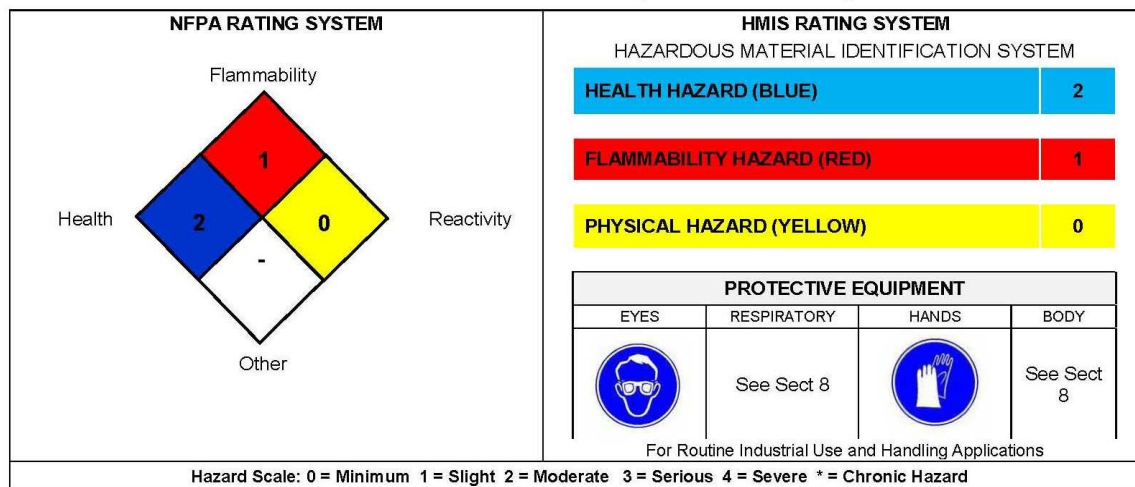 NFPA RATING SYSTEM
Flammability
1
Health
2
0
Reactivity
-
Other
HMIS RATING SYSTEM
HAZARDOUS MATERIAL IDENTIFICATION SYSTEM
HEALTH HAZARD (BLUE) 2
FLAMMABILITY HAZARD (RED) 1
PHYSICAL HAZARD (YELLOW) 0
PROTECTIVE EQUIPMENT
EYES RESPIRATORY HANDS BODY
See Sect 8
See Sect
8
For Routine Industrial Use and Handling Applications
Hazard Scale: 0 = Minimum 1 = Slight 2 = Moderate 3 = Serious 4 = Severe * = Chronic Hazard